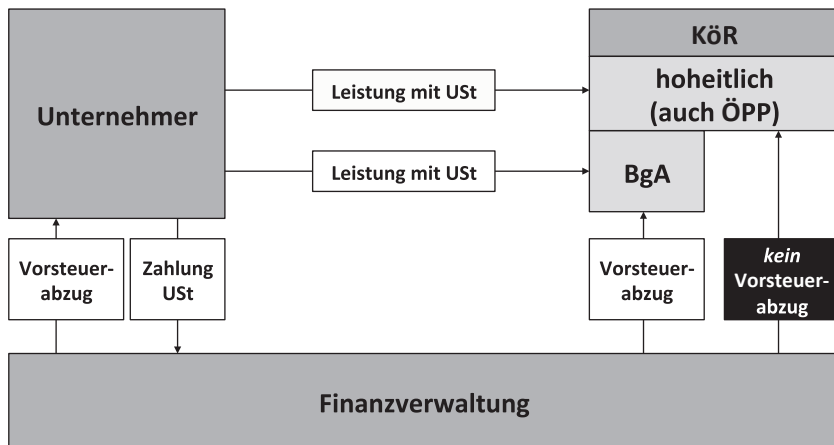 KöR
hoheitlich
(auch ÖPP)
Unternehmer
Leistung mit USt
Leistung mit USt
BgA
Vorsteuer-
abzug
Zahlung
USt
Vorsteuer-
abzug
kein
Vorsteuer-
abzug
Finanzverwaltung